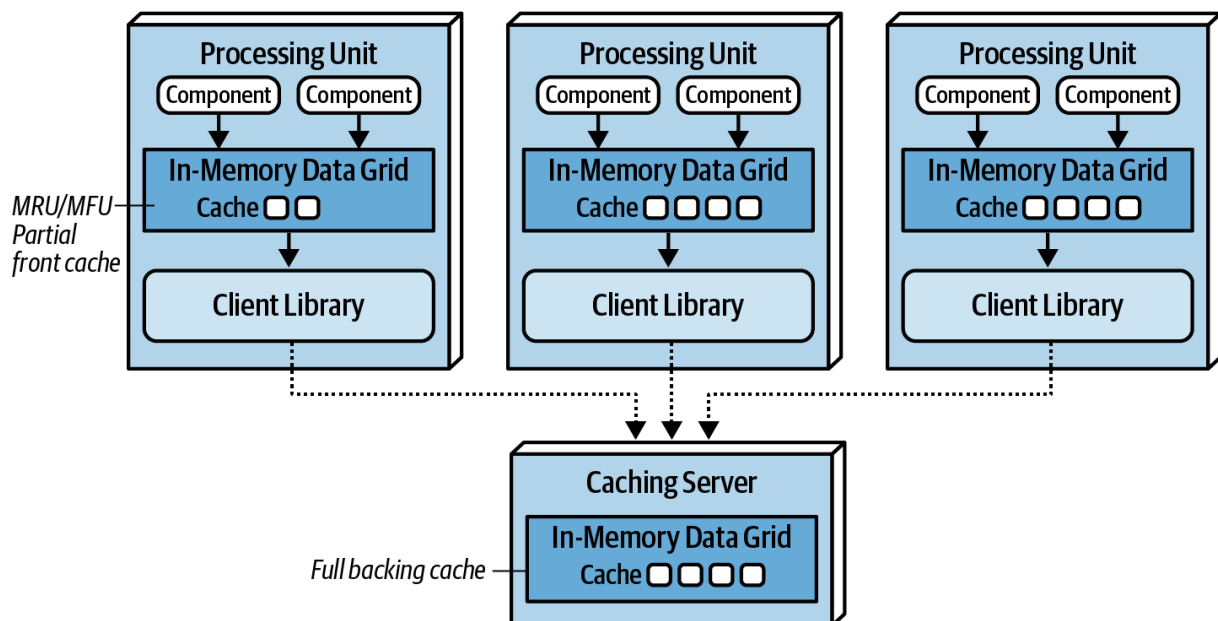 Processing Unit
Component Component
In-Memory Data Grid
Cache
Client Library
MRU/MFU
Partial
front cache
Processing Unit
Component Component
In-Memory Data Grid
Cache
Client Library
Processing Unit
Component Component
In-Memory Data Grid
Cache
Client Library
Caching Server
In-Memory Data Grid
Cache
Full backing cache